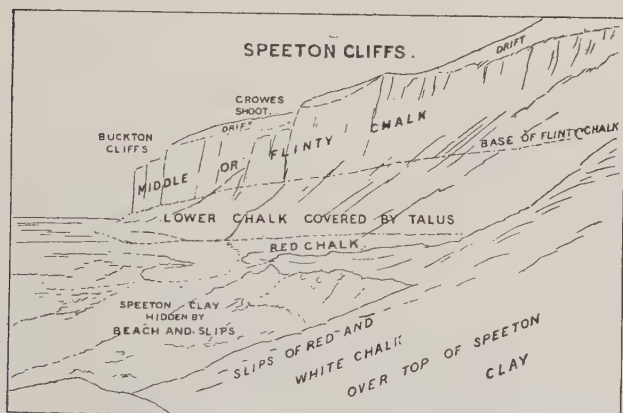 SPEETON CLIFFS.
DRIFT
CROWES
SHOOT.
DRIFT
BUCKTON
CLIFFS
MIDDLE OR FLINTY CHALK
BASE OF FLINTY CHALK
LOWER CHALK COVERED BY TALUS
RED CHALK.
SPEETON CLAY
HIDDEN BY
BEACH AND SLIPS
SLIPS OF RED AND
WHITE CHALK
OVER TOP OF SPEETON
CLAY